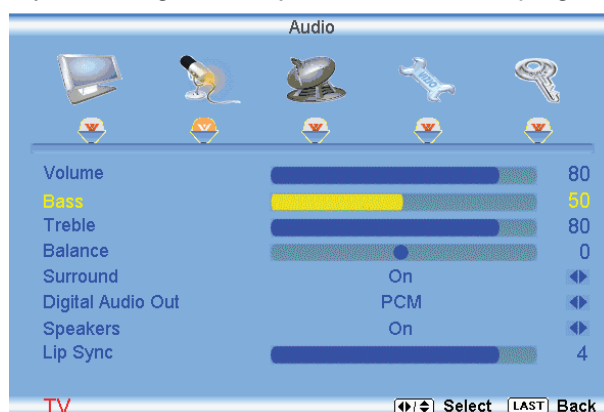 Audio
VIZIO
Volume 80
Bass 50
Treble 80
Balance 0
Surround On
Digital Audio Out PCM
Speakers On
Lip Sync 4
TV Select LAST Back